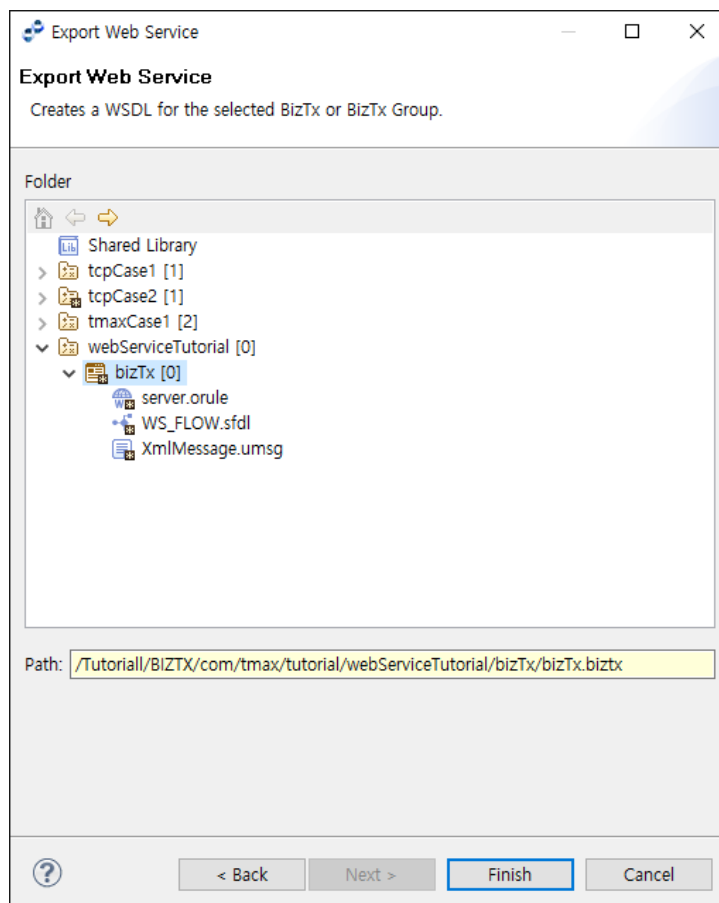 Export Web Service
Export Web Service
Creates a WSDL for the selected BizTx or BizTx Group.
Folder
Lib Shared Library
tcpCase1 [1]
tcpCase2 [1]
tmaxCase1 [2]
webServiceTutorial [0]
bizTx [0]
server.orule
WS_FLOW.sfdl
XmlMessage.umsg
Path: /Tutoriall/BIZTX/com/tmax/tutorial/webServiceTutorial/bizTx/bizTx.biztx
? < Back Next > Finish Cancel